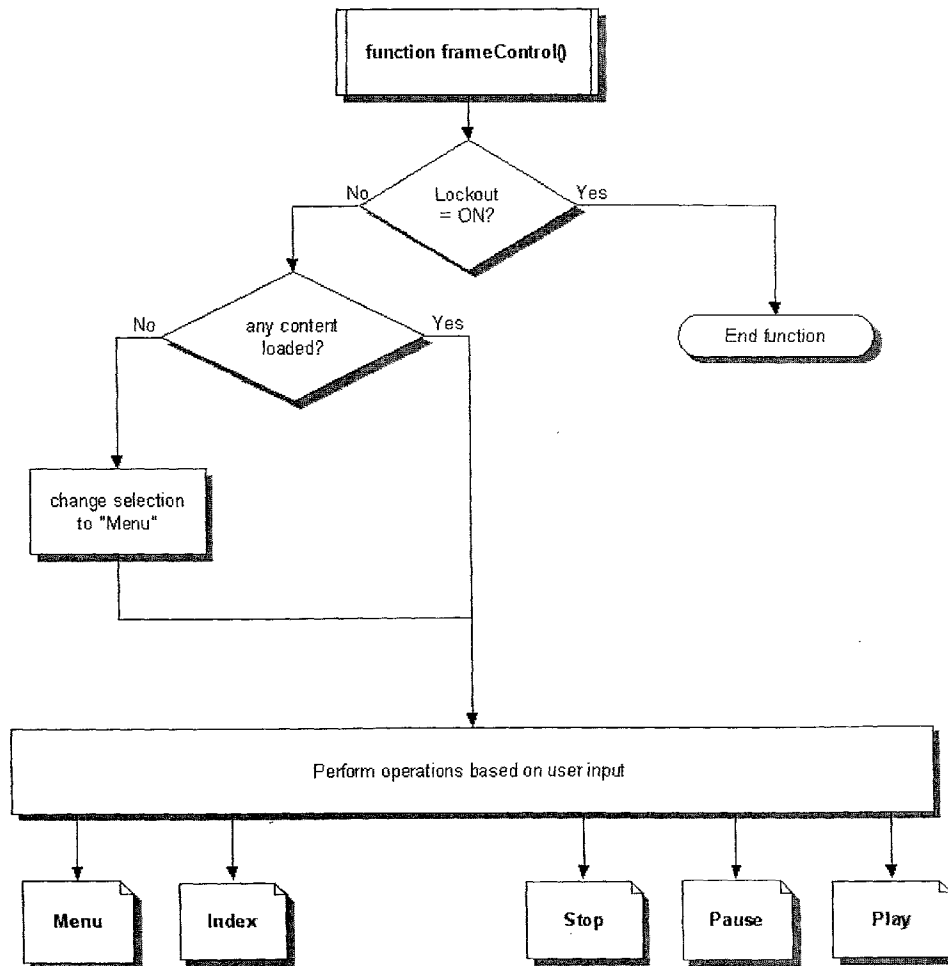 function frameControl()
No
Lockout
= ON?
Yes
No
any content
loaded?
Yes
End function
change selection
to "Menu"
Perform operations based on user input
Menu
Index
Stop
Pause
Play